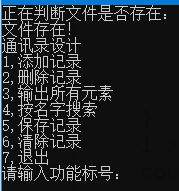 正在判断文件是否存在:
文件存在!
通讯录设计
1,添加记录
2,删除记录
3,输出所有元素
4,按名字搜索
5,保存记录
6,清除记录
7,退出
请输入功能标号: